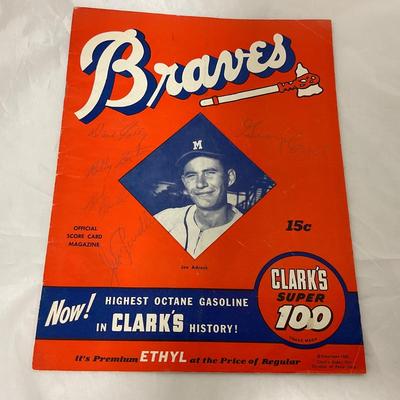 Braves
M
OFFICIAL
SCORE CARD
MAGAZINE
15c
Joe Adcock
Now! HIGHEST OCTANE GASOLINE
IN CLARK'S HISTORY!
CLARK'S
SUPER
100
It's Premium ETHYL at the Price of Regular